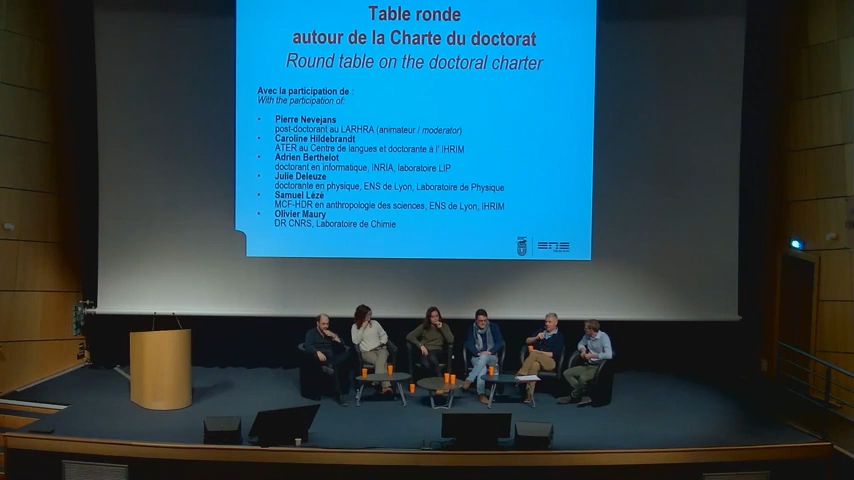 Table ronde
autour de la Charte du doctorat
Round table on the doctoral charter
Avec la participation de :
With the participation of:
• Pierre Nevejans
post-doctorant au LARHRA (animateur / moderator)
• Caroline Hildebrandt
ATER au Centre de langues et doctorante à l' IHRIM
• Adrien Berthelot
doctorant en informatique, INRIA, laboratoire LIP
• Julie Deleuze
doctorante en physique, ENS de Lyon, Laboratoire de Physique
• Samuel Lézé
MCF-HDR en anthropologie des sciences, ENS de Lyon, IHRIM
• Olivier Maury
DR CNRS, Laboratoire de Chimie
ENS